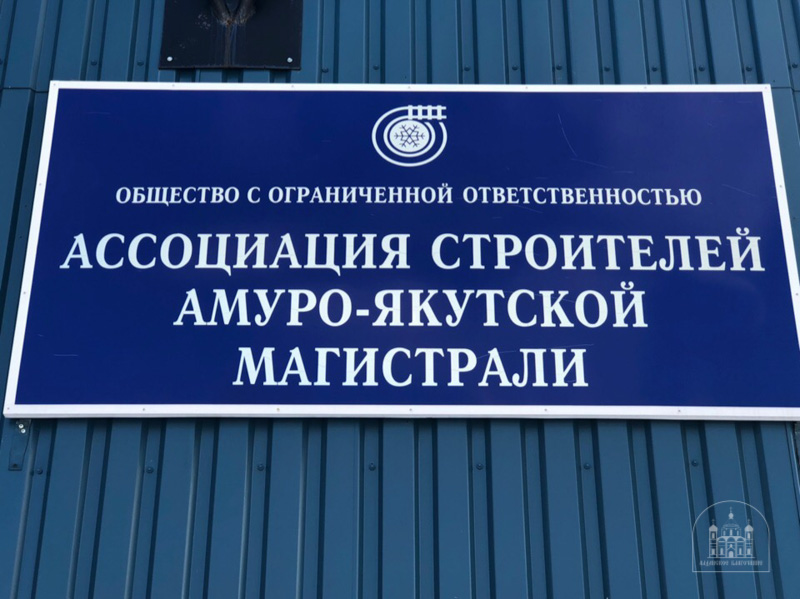 ОБЩЕСТВО С ОГРАНИЧЕННОЙ ОТВЕТСТВЕННОСТЬЮ
АССОЦИАЦИЯ СТРОИТЕЛЕЙ
АМУРО-ЯКУТСКОЙ
МАГИСТРАЛИ